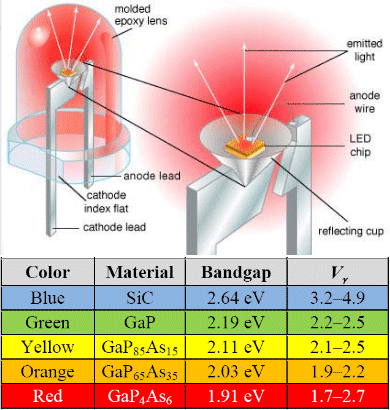 molded
epoxy lens
emitted
light
anode
wire
LED
chip
anode lead
cathode
index flat
reflecting cup
cathode lead
Color Material Bandgap Vγ
Blue SiC 2.64 eV 3.2–4.9
Green GaP 2.19 eV 2.2–2.5
Yellow GaP85As15 2.11 eV 2.1–2.5
Orange GaP65As35 2.03 eV 1.9–2.2
Red GaP4As6 1.91 eV 1.7–2.7